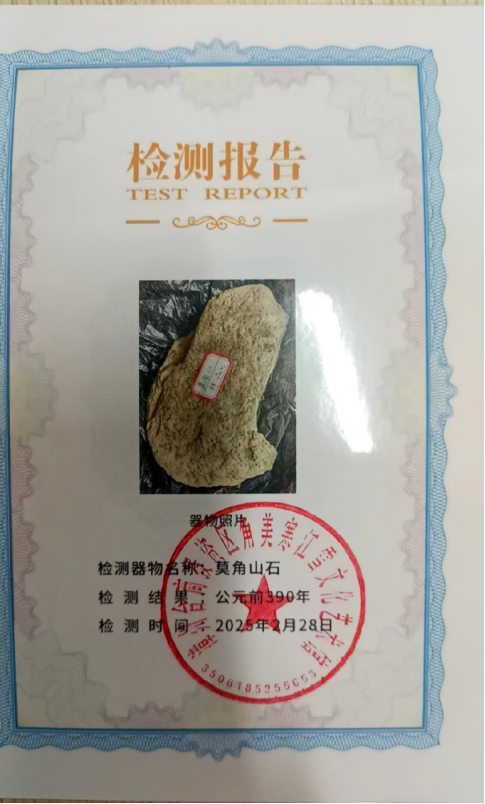 检测报告
TEST REPORT
器物照片
检测器物名称：莫角山石
检测结果：公元前390年
检测时间：2025年2月28日
3506185255653